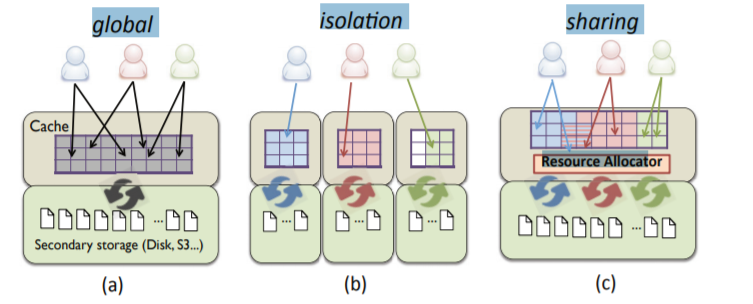 global
isolation
sharing
Cache
Resource Allocator
Secondary storage (Disk, S3...)
(a)
(b)
(c)